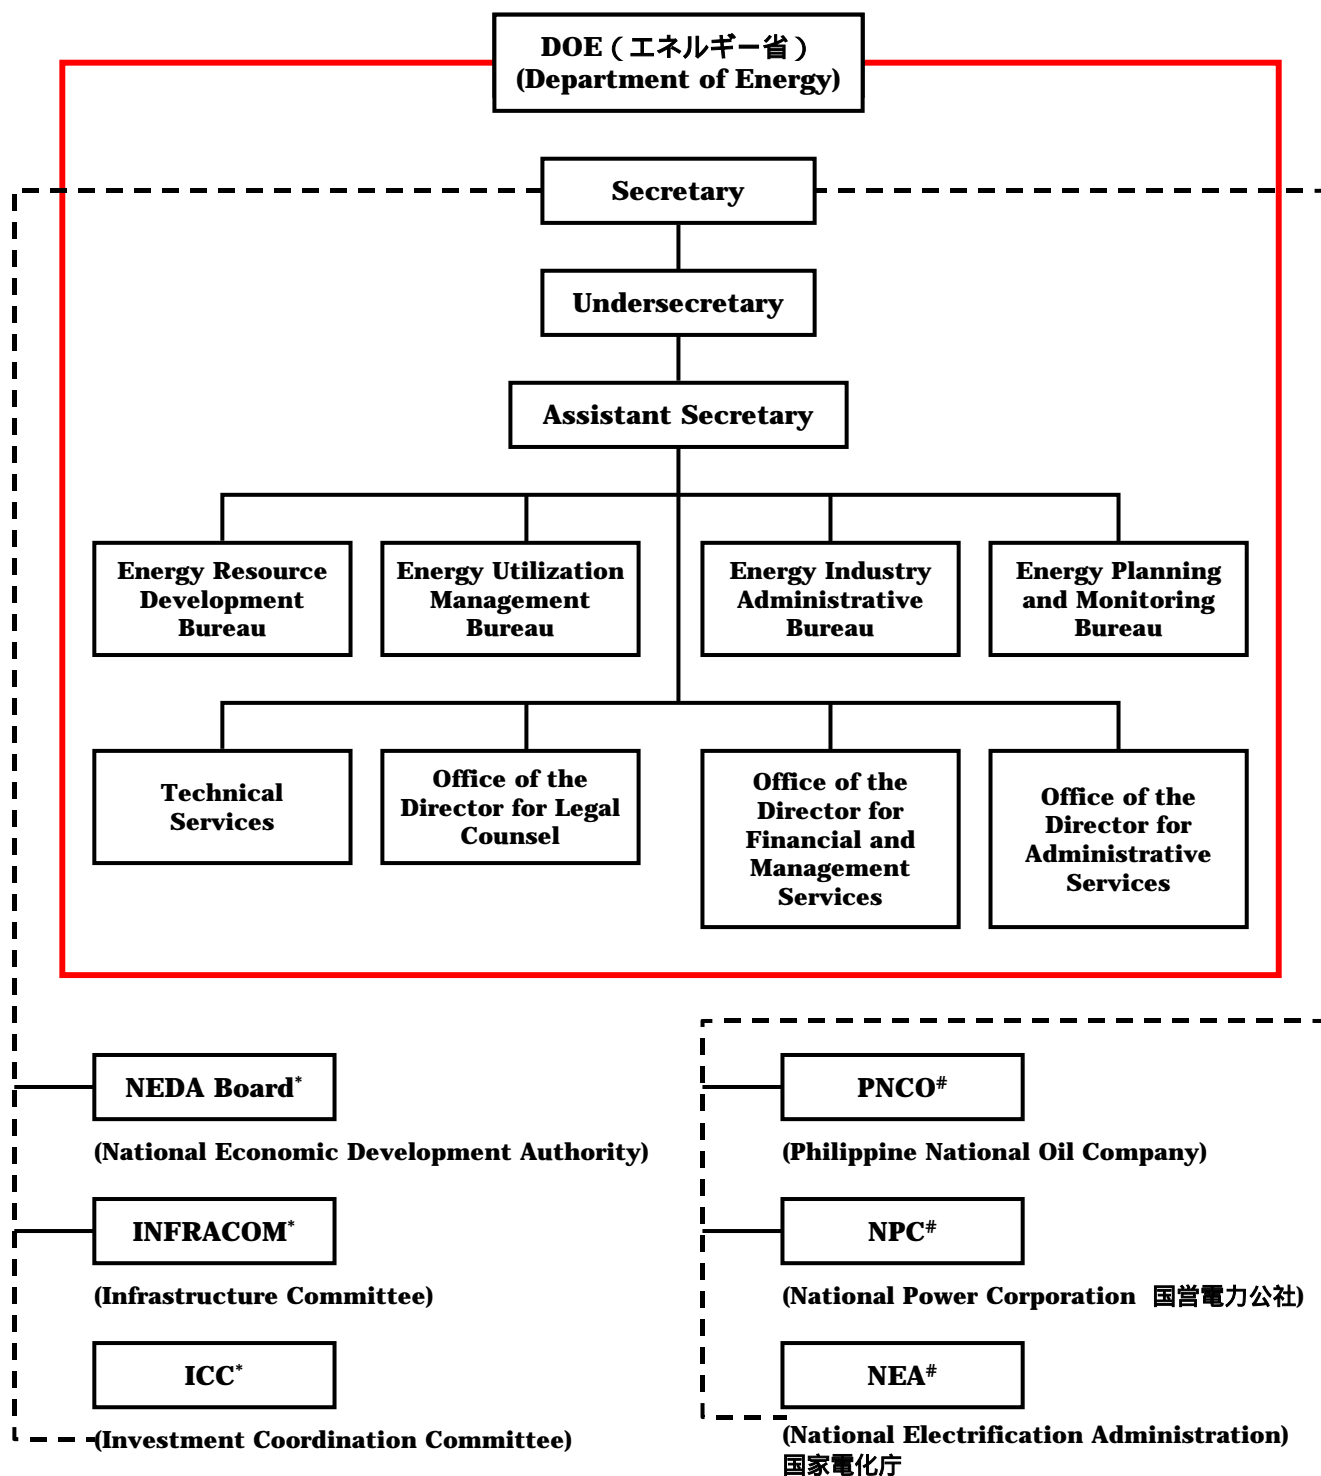 DOE（エネルギー省）
(Department of Energy)
Secretary
Undersecretary
Assistant Secretary
Energy Resource
Development
Bureau
Energy Utilization
Management
Bureau
Energy Industry
Administrative
Bureau
Energy Planning
and Monitoring
Bureau
Technical
Services
Office of the
Director for Legal
Counsel
Office of the
Director for
Financial and
Management
Services
Office of the
Director for
Administrative
Services
NEDA Board*
(National Economic Development Authority)
INFRACOM*
(Infrastructure Committee)
ICC*
(Investment Coordination Committee)
PNCO#
(Philippine National Oil Company)
NPC#
(National Power Corporation 国営電力公社)
NEA#
(National Electrification Administration)
国家電化庁